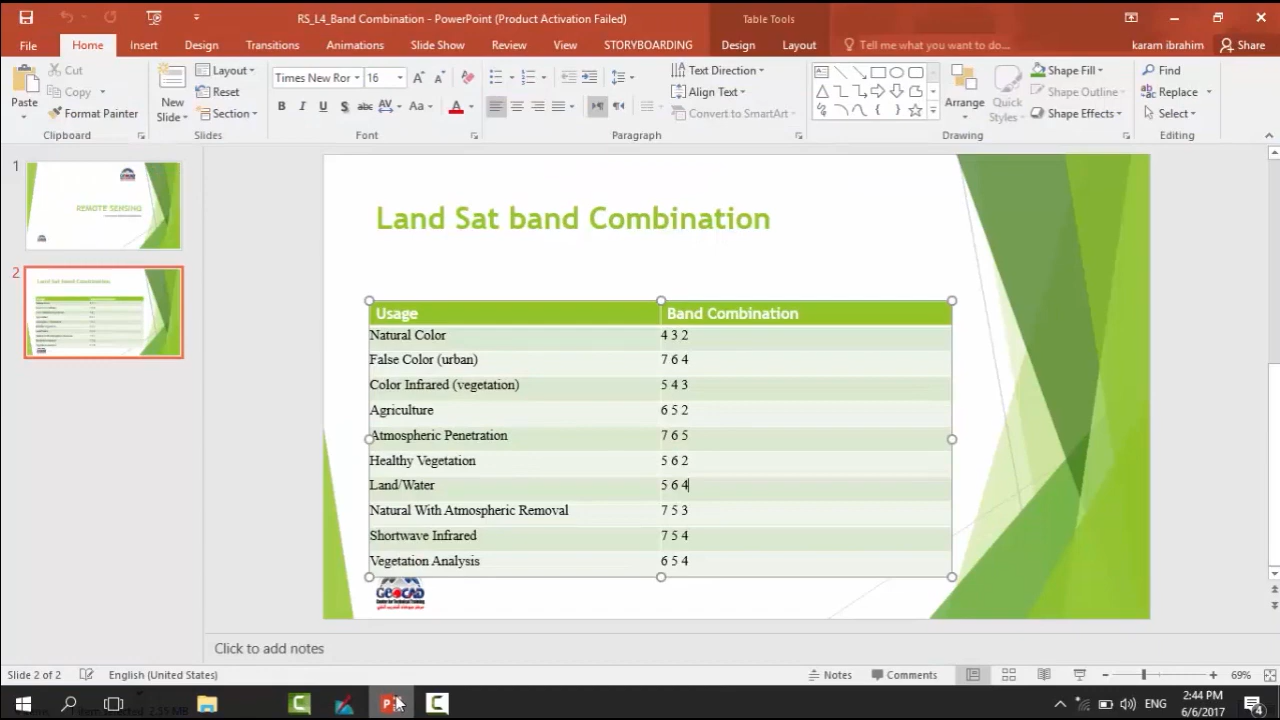 RS_L4_Band Combination - PowerPoint (Product Activation Failed)
Table Tools
File
Home
Insert
Design
Transitions
Animations
Slide Show
Review
View
STORYBOARDING
Design
Layout
Tell me what you want to do...
karam ibrahim
Share
Paste
Cut
Copy
Format Painter
Clipboard
New
Slide
Layout
Reset
Section
Slides
Times New Ror
16
Font
Paragraph
Text Direction
Align Text
Convert to SmartArt
Arrange
Quick
Styles
Shape Fill
Shape Outline
Shape Effects
Drawing
Find
Replace
Select
Editing
1
REMOTE SENSING
2
Land Sat band Combination
Usage Band Combination
Natural Color 4 3 2
False Color (urban) 7 6 4
Color Infrared (vegetation) 5 4 3
Agriculture 6 5 2
Atmospheric Penetration 7 6 5
Healthy Vegetation 5 6 2
Land/Water 5 6 4
Natural With Atmospheric Removal 7 5 3
Shortwave Infrared 7 5 4
Vegetation Analysis 6 5 4
GEOCAD
Click to add notes
Slide 2 of 2
English (United States)
Notes
Comments
69%
ENG
2:44 PM
6/6/2017
4